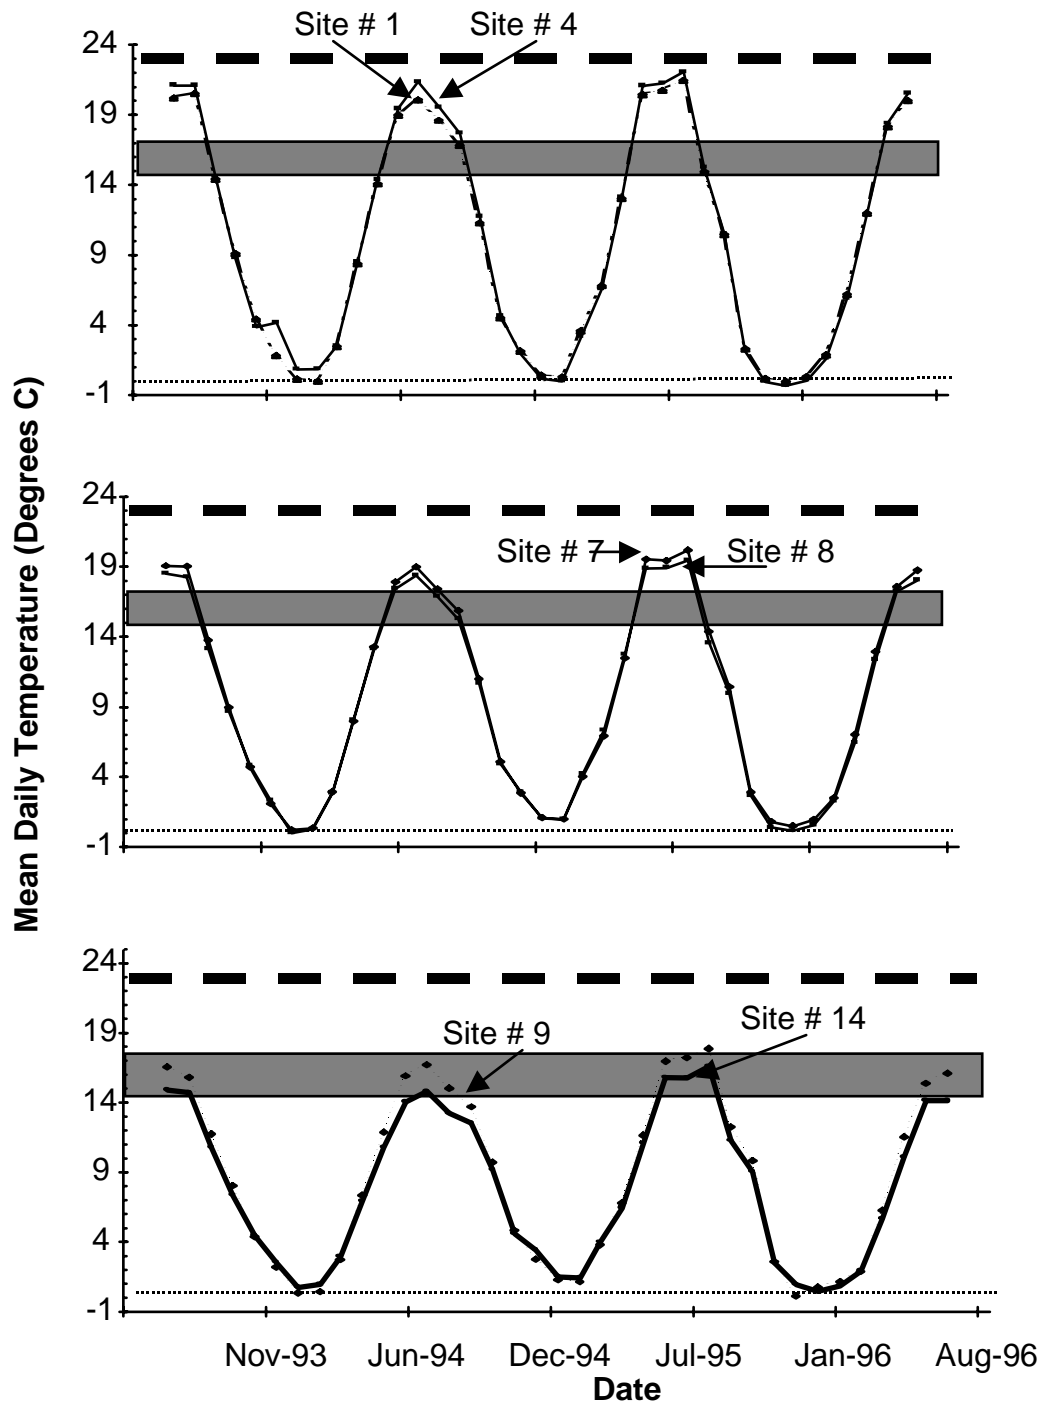 Site # 1 Site # 4
24
19
14
9
4
-1
Mean Daily Temperature (Degrees C)
24
Site # 7 Site # 8
19
14
9
4
-1
24
Site # 14
19
Site # 9
14
9
4
-1
Nov-93 Jun-94 Dec-94 Jul-95 Jan-96 Aug-96
Date